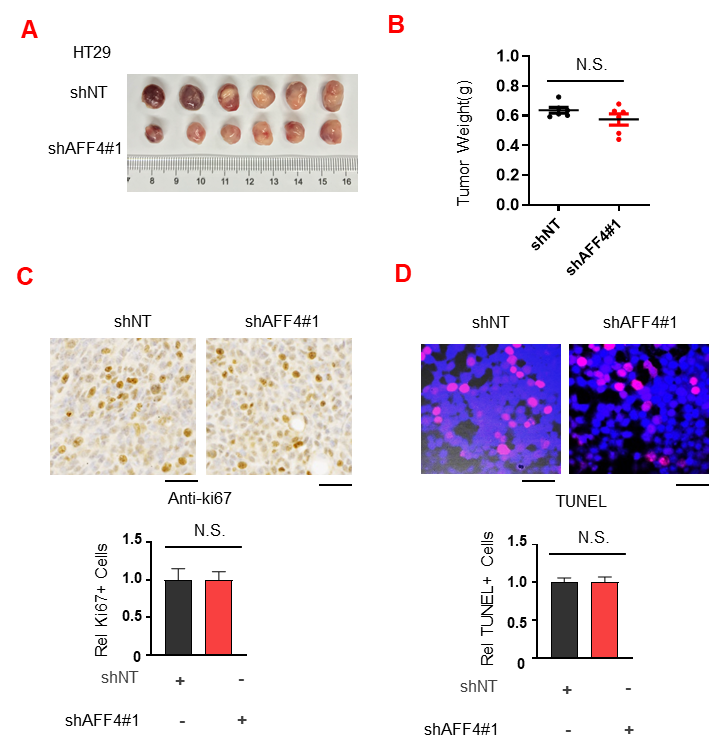 A
HT29
shNT
shAFF4#1
7 8 9 10 11 12 13 14 15 16
B
Tumor Weight(g)
1.0
0.8
0.6
0.4
0.2
0.0
N.S.
shNT
shAFF4#1
C
shNT shAFF4#1
Anti-ki67
Rel Ki67+ Cells
1.5
1.0
0.5
0
N.S.
shNT + -
shAFF4#1 - +
D
shNT shAFF4#1
TUNEL
Rel TUNEL+ Cells
1.5
1.0
0.5
0
N.S.
shNT + -
shAFF4#1 - +